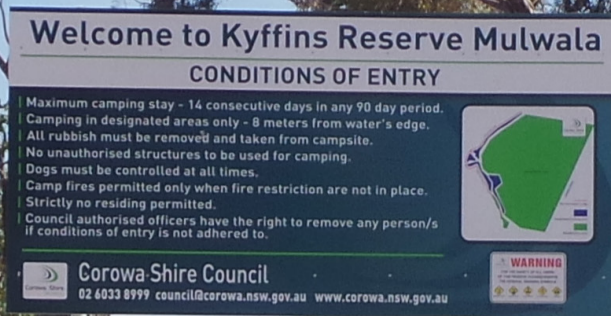 Welcome to Kyffins Reserve Mulwala
CONDITIONS OF ENTRY
Maximum camping stay - 14 consecutive days in any 90 day period.
Camping in designated areas only - 8 meters from water's edge.
All rubbish must be removed and taken from campsite.
No unauthorised structures to be used for camping.
Dogs must be controlled at all times.
Camp fires permitted only when fire restriction are not in place.
Strictly no residing permitted.
Council authorised officers have the right to remove any person/s
if conditions of entry is not adhered to.
WARNING
Corowa Shire
Corowa Shire Council
02 6033 8999 council@corowa.nsw.gov.au www.corowa.nsw.gov.au